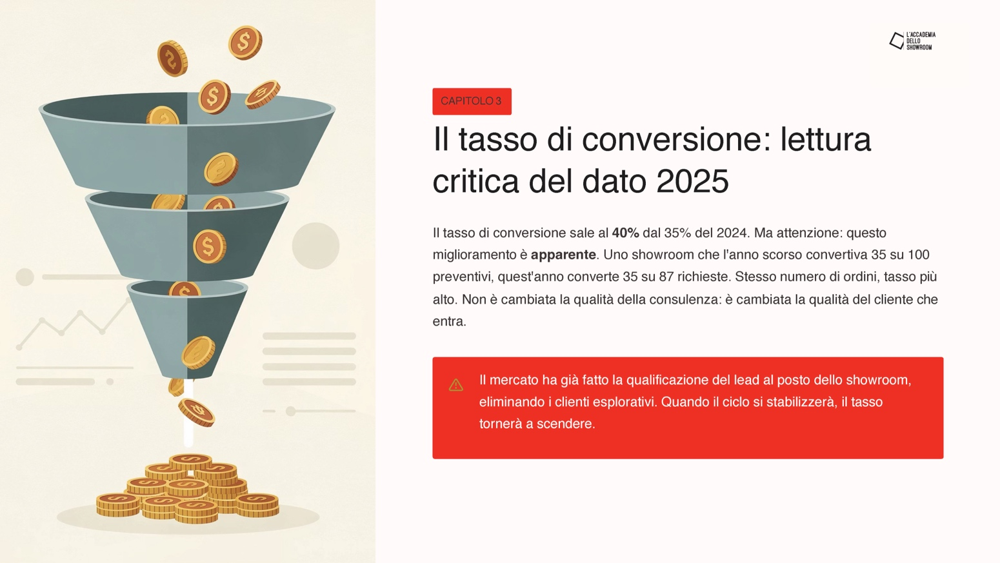 L'ACCADEMIA
DELLO
SHOWROOM
CAPITOLO 3
Il tasso di conversione: lettura
critica del dato 2025
Il tasso di conversione sale al 40% dal 35% del 2024. Ma attenzione: questo
miglioramento è apparente. Uno showroom che l'anno scorso convertiva 35 su 100
preventivi, quest'anno converte 35 su 87 richieste. Stesso numero di ordini, tasso più
alto. Non è cambiata la qualità della consulenza: è cambiata la qualità del cliente che
entra.
Il mercato ha già fatto la qualificazione del lead al posto dello showroom,
eliminando i clienti esplorativi. Quando il ciclo si stabilizzerà, il tasso
tornerà a scendere.